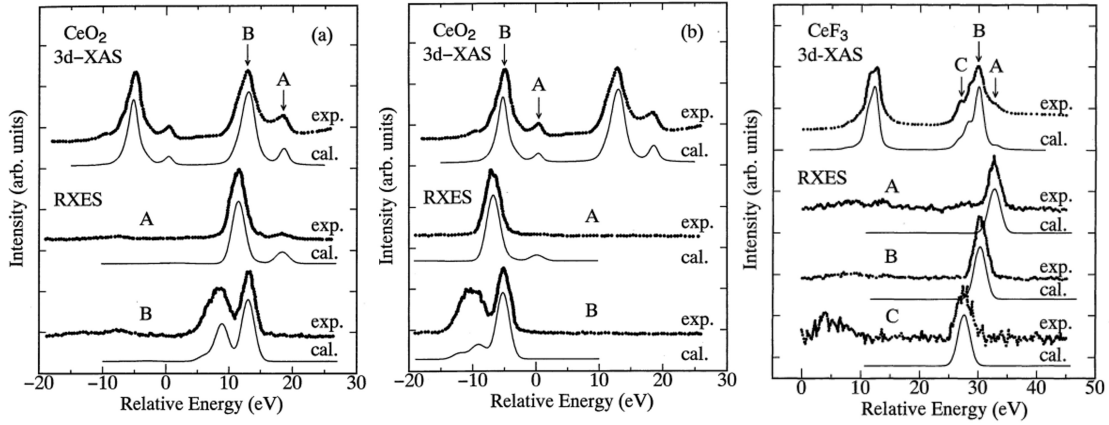 CeO2
3d−XAS
(a)
B
A
exp.
cal.
RXES
A
exp.
cal.
B
exp.
cal.
−20 −10 0 10 20 30
Relative Energy (eV)
Intensity (arb. units)
CeO2
3d−XAS
(b)
B
A
exp.
cal.
RXES
A
exp.
cal.
B
exp.
cal.
−20 −10 0 10 20 30
Relative Energy (eV)
Intensity (arb. units)
CeF3
3d-XAS
B
C
A
exp.
cal.
RXES
A
exp.
cal.
B
exp.
cal.
C
exp.
cal.
0 10 20 30 40 50
Relative Energy (eV)
Intensity (arb. units)